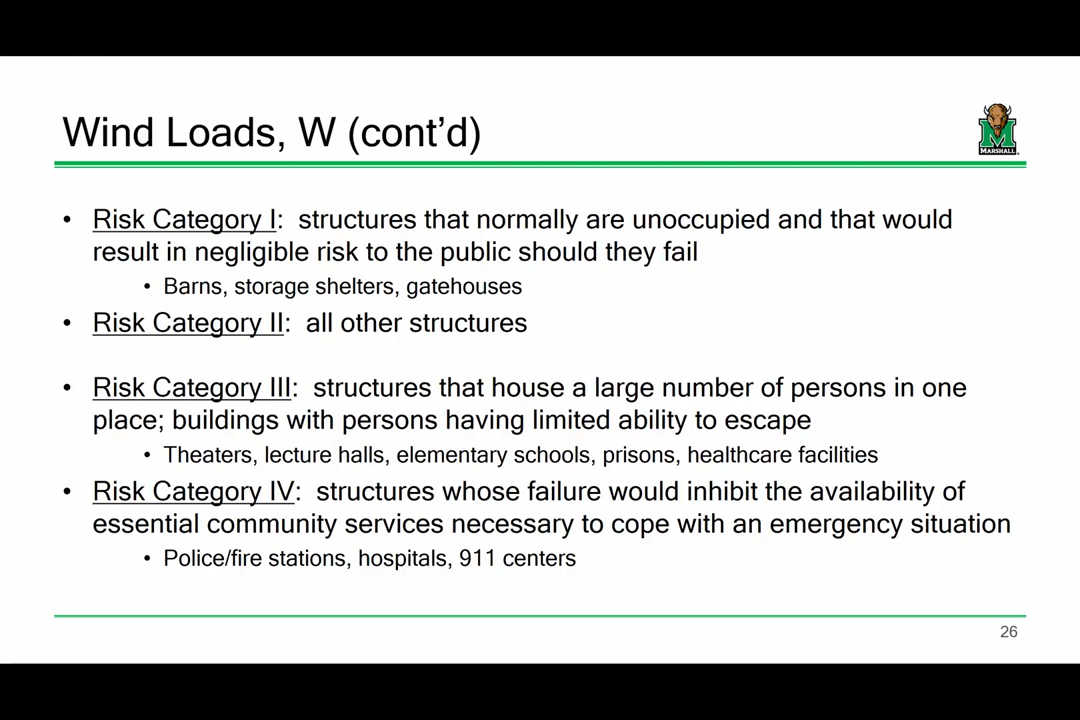 Wind Loads, W (cont’d)
MARSHALL
• Risk Category I:  structures that normally are unoccupied and that would
result in negligible risk to the public should they fail
• Barns, storage shelters, gatehouses
• Risk Category II:  all other structures
• Risk Category III:  structures that house a large number of persons in one
place; buildings with persons having limited ability to escape
• Theaters, lecture halls, elementary schools, prisons, healthcare facilities
• Risk Category IV:  structures whose failure would inhibit the availability of
essential community services necessary to cope with an emergency situation
• Police/fire stations, hospitals, 911 centers
26